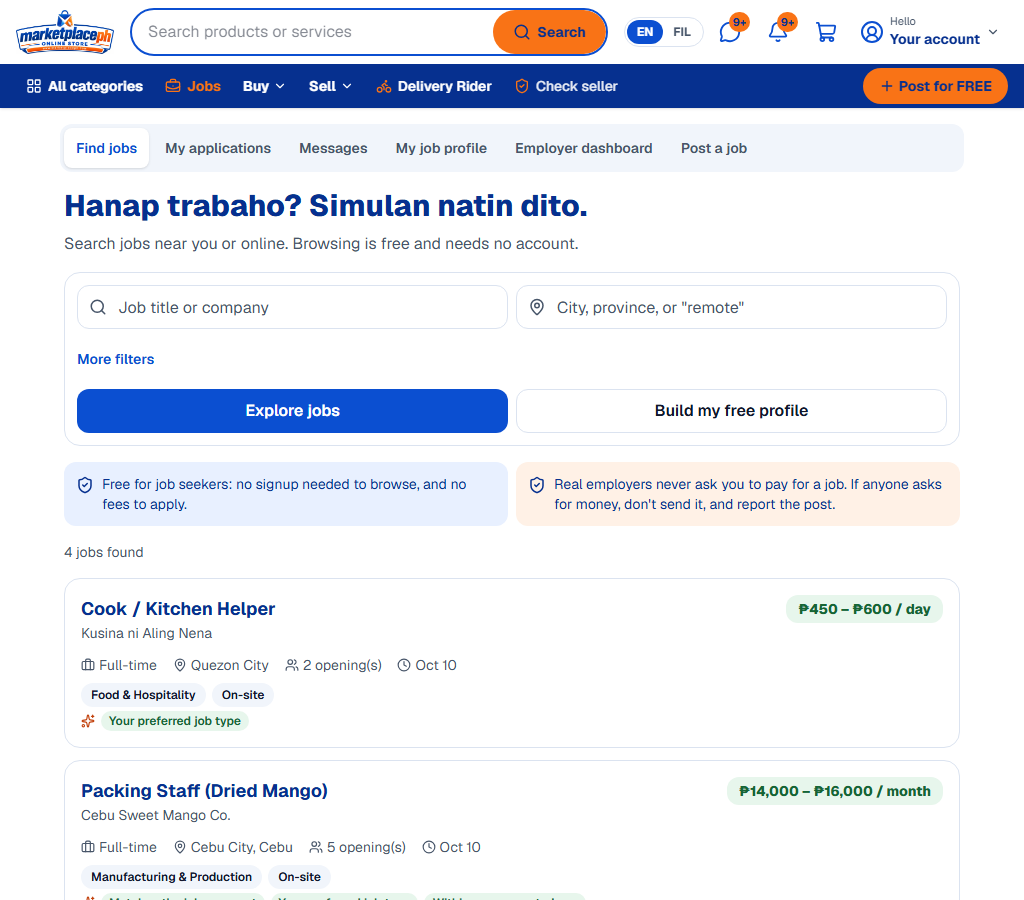 marketplaceph
ONLINE STORE
Search products or services
Search
EN
FIL
9+
9+
Hello
Your account
All categories
Jobs
Buy
Sell
Delivery Rider
Check seller
+ Post for FREE
Find jobs
My applications
Messages
My job profile
Employer dashboard
Post a job
Hanap trabaho? Simulan natin dito.
Search jobs near you or online. Browsing is free and needs no account.
Job title or company
City, province, or "remote"
More filters
Explore jobs
Build my free profile
Free for job seekers: no signup needed to browse, and no
fees to apply.
Real employers never ask you to pay for a job. If anyone asks
for money, don't send it, and report the post.
4 jobs found
Cook / Kitchen Helper
₱450 – ₱600 / day
Kusina ni Aling Nena
Full-time
Quezon City
2 opening(s)
Oct 10
Food & Hospitality
On-site
Your preferred job type
Packing Staff (Dried Mango)
₱14,000 – ₱16,000 / month
Cebu Sweet Mango Co.
Full-time
Cebu City, Cebu
5 opening(s)
Oct 10
Manufacturing & Production
On-site